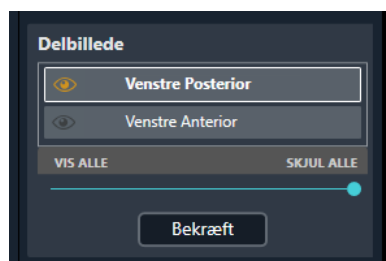 Delbillede
Venstre Posterior
Venstre Anterior
VIS ALLE SKJUL ALLE
Bekræft